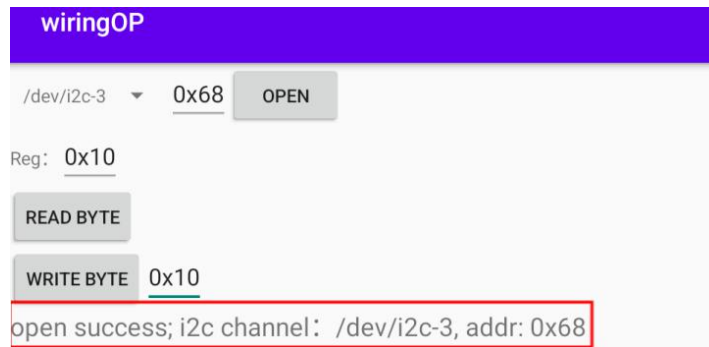 wiringOP
/dev/i2c-3 0x68 OPEN
Reg: 0x10
READ BYTE
WRITE BYTE 0x10
open success; i2c channel: /dev/i2c-3, addr: 0x68